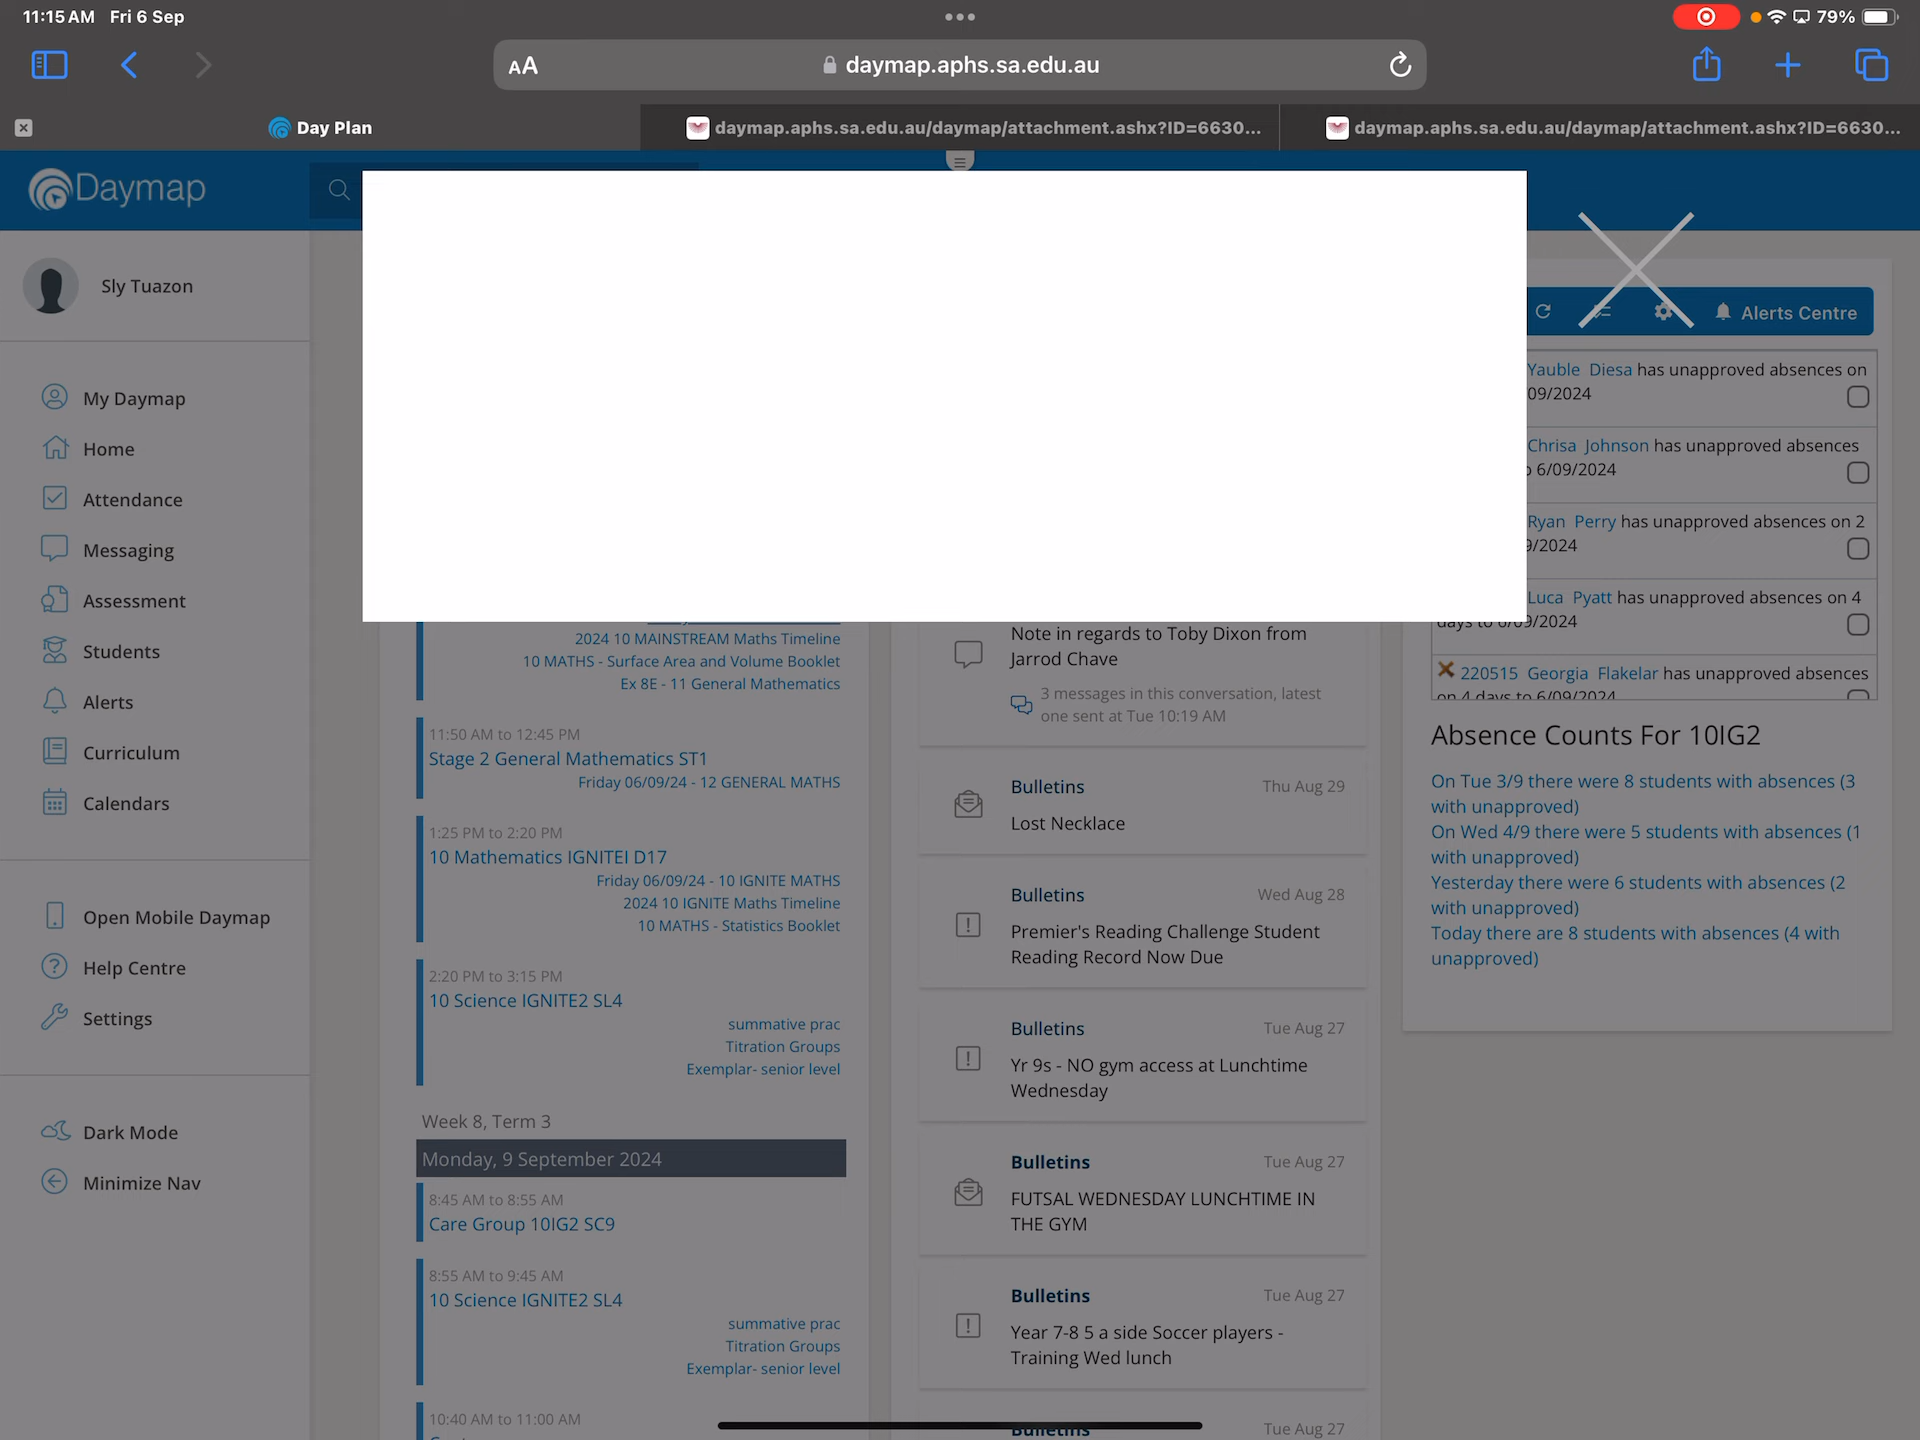 11:15 AM Fri 6 Sep
79%
AA
daymap.aphs.sa.edu.au
Day Plan
daymap.aphs.sa.edu.au/daymap/attachment.ashx?ID=6630...
daymap.aphs.sa.edu.au/daymap/attachment.ashx?ID=6630...
Daymap
Sly Tuazon
My Daymap
Home
Attendance
Messaging
Assessment
Students
Alerts
Curriculum
Calendars
Open Mobile Daymap
Help Centre
Settings
Dark Mode
Minimize Nav
2024 10 MAINSTREAM Maths Timeline
10 MATHS - Surface Area and Volume Booklet
Ex 8E - 11 General Mathematics
11:50 AM to 12:45 PM
Stage 2 General Mathematics ST1
Friday 06/09/24 - 12 GENERAL MATHS
1:25 PM to 2:20 PM
10 Mathematics IGNITEI D17
Friday 06/09/24 - 10 IGNITE MATHS
2024 10 IGNITE Maths Timeline
10 MATHS - Statistics Booklet
2:20 PM to 3:15 PM
10 Science IGNITE2 SL4
summative prac
Titration Groups
Exemplar- senior level
Week 8, Term 3
Monday, 9 September 2024
8:45 AM to 8:55 AM
Care Group 10IG2 SC9
8:55 AM to 9:45 AM
10 Science IGNITE2 SL4
summative prac
Titration Groups
Exemplar- senior level
10:40 AM to 11:00 AM
Note in regards to Toby Dixon from
Jarrod Chave
3 messages in this conversation, latest
one sent at Tue 10:19 AM
Bulletins Thu Aug 29
Lost Necklace
Bulletins Wed Aug 28
Premier's Reading Challenge Student
Reading Record Now Due
Bulletins Tue Aug 27
Yr 9s - NO gym access at Lunchtime
Wednesday
Bulletins Tue Aug 27
FUTSAL WEDNESDAY LUNCHTIME IN
THE GYM
Bulletins Tue Aug 27
Year 7-8 5 a side Soccer players -
Training Wed lunch
Bulletins Tue Aug 27
Alerts Centre
Yauble Diesa has unapproved absences on
09/2024
Chrisa Johnson has unapproved absences
6/09/2024
Ryan Perry has unapproved absences on 2
9/2024
Luca Pyatt has unapproved absences on 4
days to 6/09/2024
220515 Georgia Flakelar has unapproved absences
on 4 days to 6/09/2024
Absence Counts For 10IG2
On Tue 3/9 there were 8 students with absences (3
with unapproved)
On Wed 4/9 there were 5 students with absences (1
with unapproved)
Yesterday there were 6 students with absences (2
with unapproved)
Today there are 8 students with absences (4 with
unapproved)